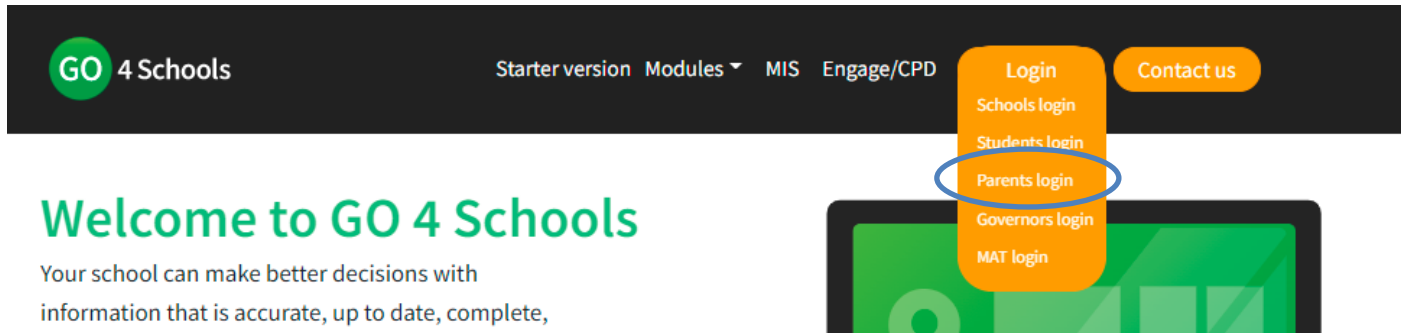 GO 4 Schools
Starter version Modules MIS Engage/CPD Login Contact us
Schools login
Students login
Parents login
Governors login
MAT login
Welcome to GO 4 Schools
Your school can make better decisions with
information that is accurate, up to date, complete,